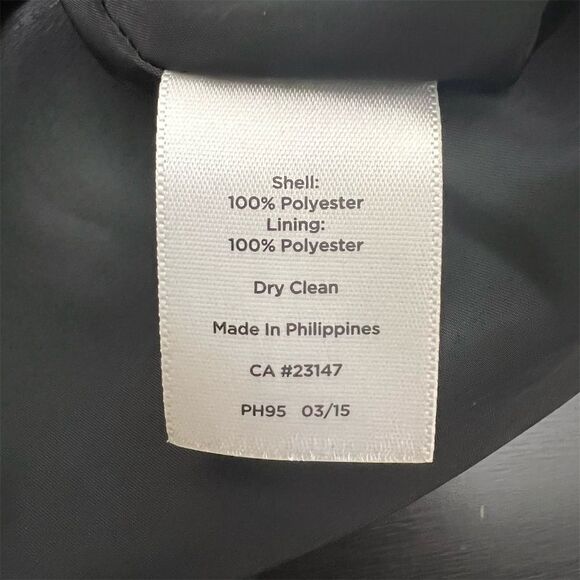 Shell:
100% Polyester
Lining:
100% Polyester
Dry Clean
Made In Philippines
CA #23147
PH95 03/15